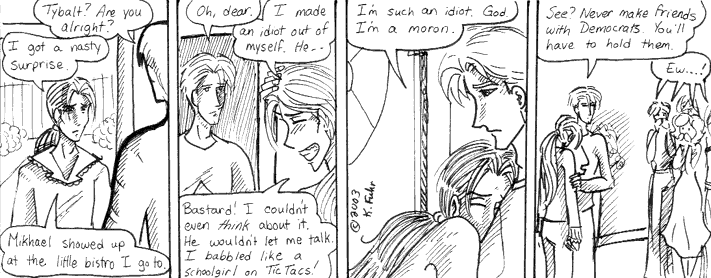 Tybalt? Are you
alright?
I got a nasty
surprise.
Mikhael showed up
at the little bistro I go to.
Oh, dear.
I made
an idiot out of
myself. He--
Bastard! I couldn't
even think about it.
He wouldn't let me talk.
I babbled like a
schoolgirl on TicTacs!
I'm such an idiot. God
I'm a moron.
©2003
K. Fuhr
See? Never make friends
with Democrats. You'll
have to hold them.
Ew...!